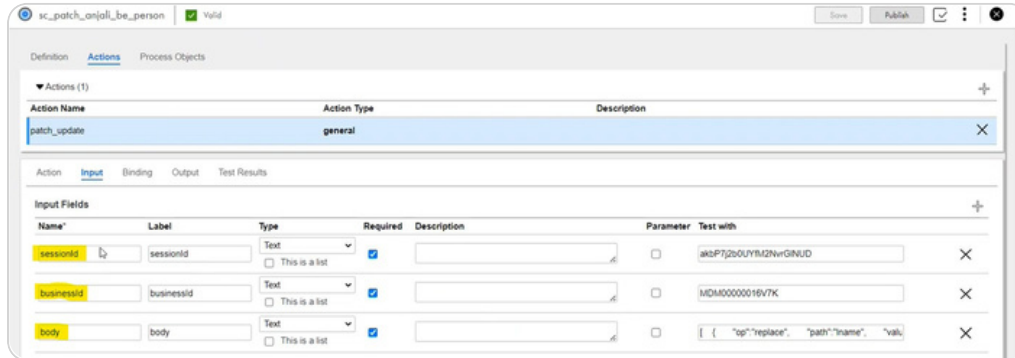 sc_patch_anjali_be_person Valid Save Publish
Definition Actions Process Objects
Actions (1)
Action Name Action Type Description
patch_update general
Action Input Binding Output Test Results
Input Fields
Name* Label Type Required Description Parameter Test with
sessionId sessionId Text akbP7j2b0UYfM2NvrGlNUD
This is a list
businessId businessId Text MDM00000016V7K
This is a list
body body Text [ { "op":"replace", "path":"lname", "valu
This is a list